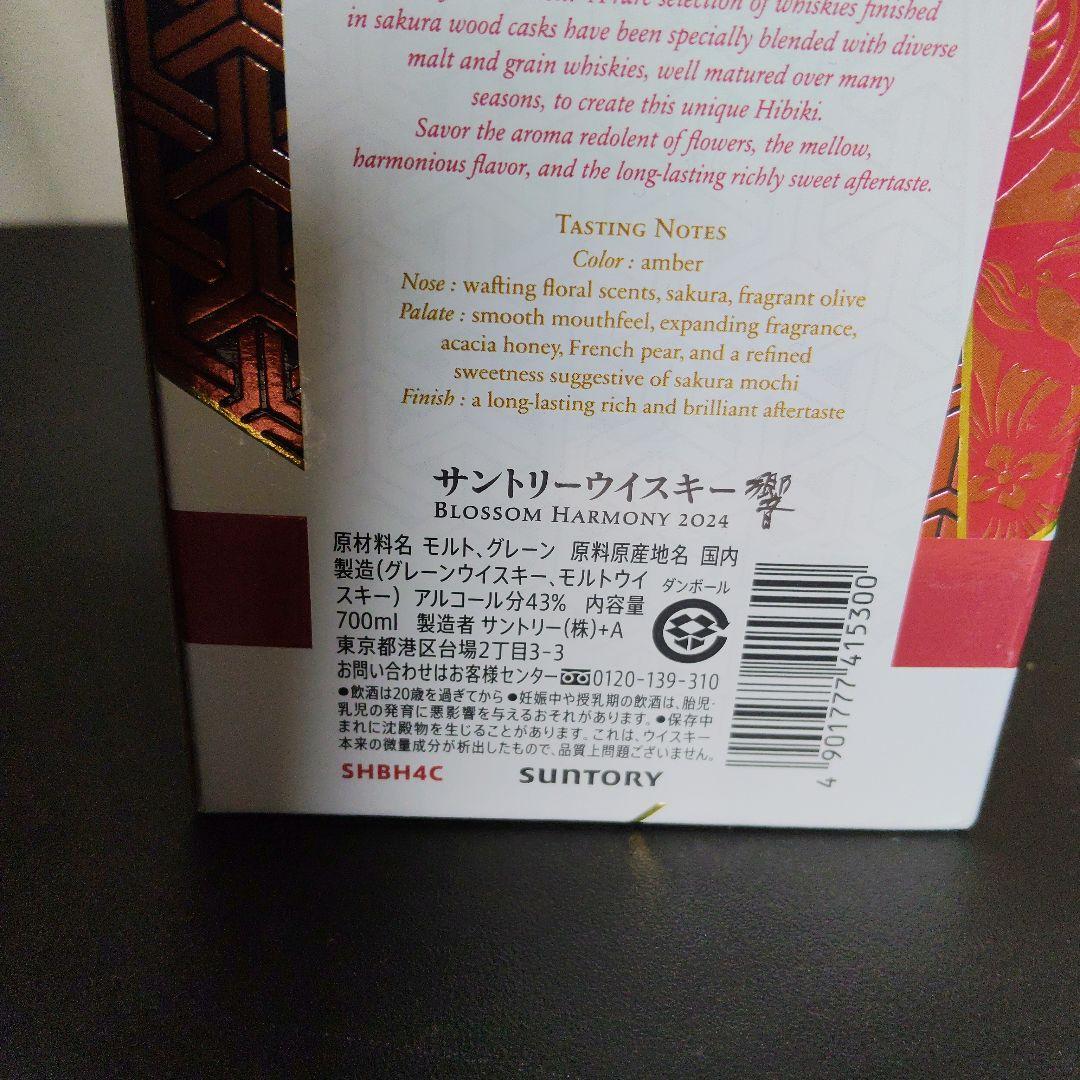 selection of whiskies finished
in sakura wood casks have been specially blended with diverse
malt and grain whiskies, well matured over many
seasons, to create this unique Hibiki.
Savor the aroma redolent of flowers, the mellow,
harmonious flavor, and the long-lasting richly sweet aftertaste.
Tasting Notes
Color : amber
Nose : wafting floral scents, sakura, fragrant olive
Palate : smooth mouthfeel, expanding fragrance,
acacia honey, French pear, and a refined
sweetness suggestive of sakura mochi
Finish : a long-lasting rich and brilliant aftertaste
サントリーウイスキー 響
Blossom Harmony 2024
原材料名 モルト、グレーン 原料原産地名 国内
製造(グレーンウイスキー、モルトウイ
スキー) アルコール分43% 内容量
700ml 製造者 サントリー(株)+A
東京都港区台場2丁目3-3
お問い合わせはお客様センター 0120-139-310
●飲酒は20歳を過ぎてから ●妊娠中や授乳期の飲酒は、胎児・
乳児の発育に悪影響を与えるおそれがあります。●保存中
まれに沈殿物を生じることがあります。これは、ウイスキー
本来の微量成分が析出したもので、品質上問題ございません。
ダンボール
SHBH4C SUNTORY
4 901777 415300